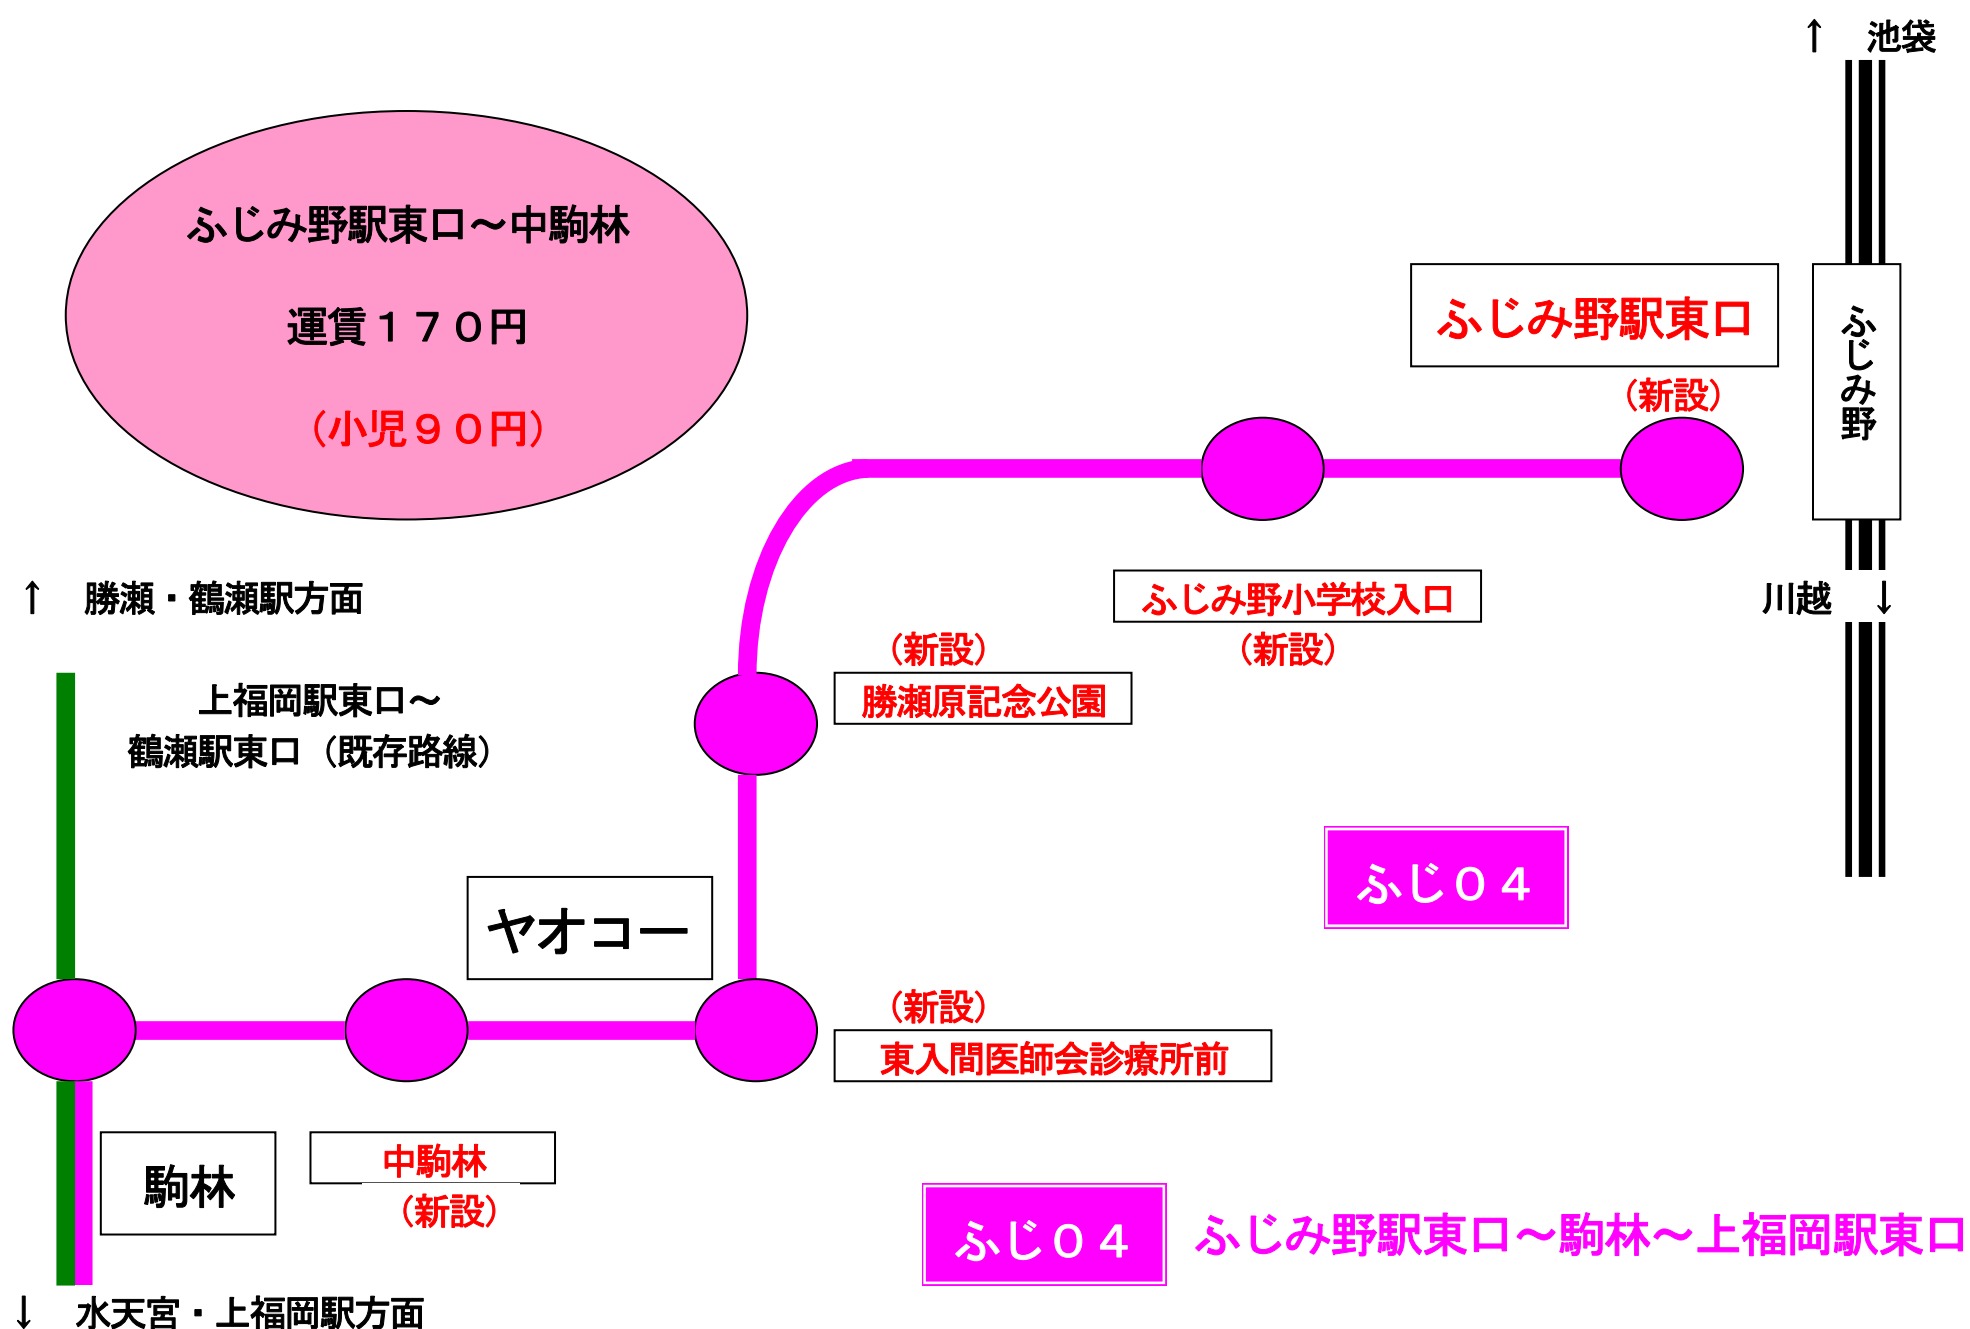 ↑　池袋
ふじみ野駅東口～中駒林
運賃１７０円
（小児９０円）
ふじみ野駅東口
（新設）
ふじみ野
↑　勝瀬・鶴瀬駅方面
ふじみ野小学校入口
（新設）
川越　↓
（新設）
勝瀬原記念公園
上福岡駅東口～
鶴瀬駅東口（既存路線）
ふじ０４
ヤオコー
（新設）
東入間医師会診療所前
駒林
中駒林
（新設）
ふじ０４　ふじみ野駅東口～駒林～上福岡駅東口
↓　水天宮・上福岡駅方面